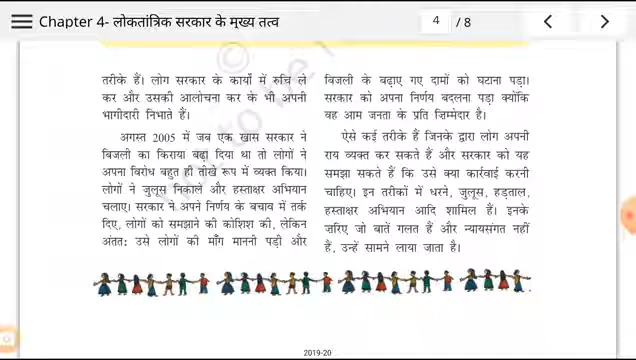 Chapter 4- लोकतांत्रिक सरकार के मुख्य तत्व
4 / 8
तरीके हैं। लोग सरकार के कार्यों में रुचि ले
कर और उसकी आलोचना कर के भी अपनी
भागीदारी निभाते हैं।
अगस्त 2005 में जब एक खास सरकार ने
बिजली का किराया बढ़ा दिया था तो लोगों ने
अपना विरोध बहुत ही तीखे रूप में व्यक्त किया।
लोगों ने जुलूस निकाले और हस्ताक्षर अभियान
चलाए। सरकार ने अपने निर्णय के बचाव में तर्क
दिए, लोगों को समझाने की कोशिश की, लेकिन
अंततः उसे लोगों की माँग माननी पड़ी और
बिजली के बढ़ाए गए दामों को घटाना पड़ा।
सरकार को अपना निर्णय बदलना पड़ा क्योंकि
वह आम जनता के प्रति ज़िम्मेदार है।
ऐसे कई तरीके हैं जिनके द्वारा लोग अपनी
राय व्यक्त कर सकते हैं और सरकार को यह
समझा सकते हैं कि उसे क्या कार्रवाई करनी
चाहिए। इन तरीकों में धरने, जुलूस, हड़ताल,
हस्ताक्षर अभियान आदि शामिल हैं। इनके
ज़रिए जो बातें गलत हैं और न्यायसंगत नहीं
हैं, उन्हें सामने लाया जाता है।
2019-20